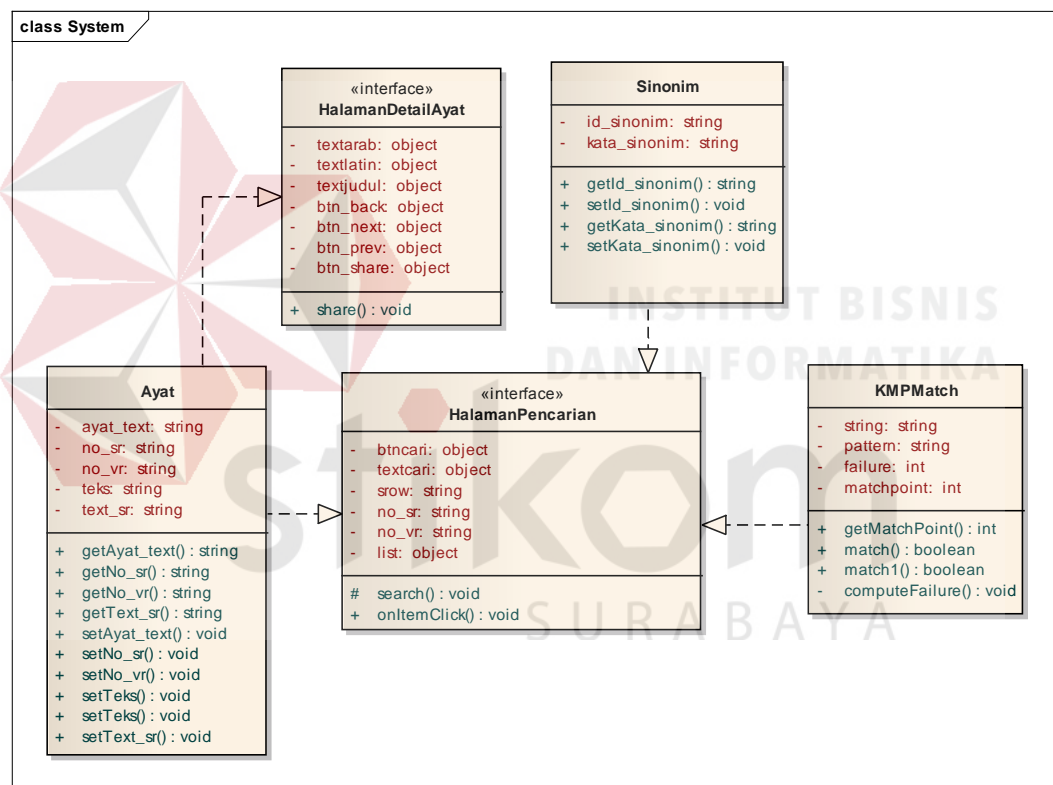 class System
«interface»
HalamanDetailAyat
- textarab: object
- textlatin: object
- textjudul: object
- btn_back: object
- btn_next: object
- btn_prev: object
- btn_share: object
+ share() : void
Sinonim
- id_sinonim: string
- kata_sinonim: string
+ getId_sinonim() : string
+ setId_sinonim() : void
+ getKata_sinonim() : string
+ setKata_sinonim() : void
INSTITUT BISNIS
DAN INFORMATIKA
Ayat
- ayat_text: string
- no_sr: string
- no_vr: string
- teks: string
- text_sr: string
+ getAyat_text() : string
+ getNo_sr() : string
+ getNo_vr() : string
+ getText_sr() : string
+ setAyat_text() : void
+ setNo_sr() : void
+ setNo_vr() : void
+ setTeks() : void
+ setTeks() : void
+ setText_sr() : void
«interface»
HalamanPencarian
- btncari: object
- textcari: object
- srow: string
- no_sr: string
- no_vr: string
- list: object
# search() : void
+ onItemClick() : void
KMPMatch
- string: string
- pattern: string
- failure: int
- matchpoint: int
+ getMatchPoint() : int
+ match() : boolean
+ match1() : boolean
- computeFailure() : void
stikom
SURABAYA